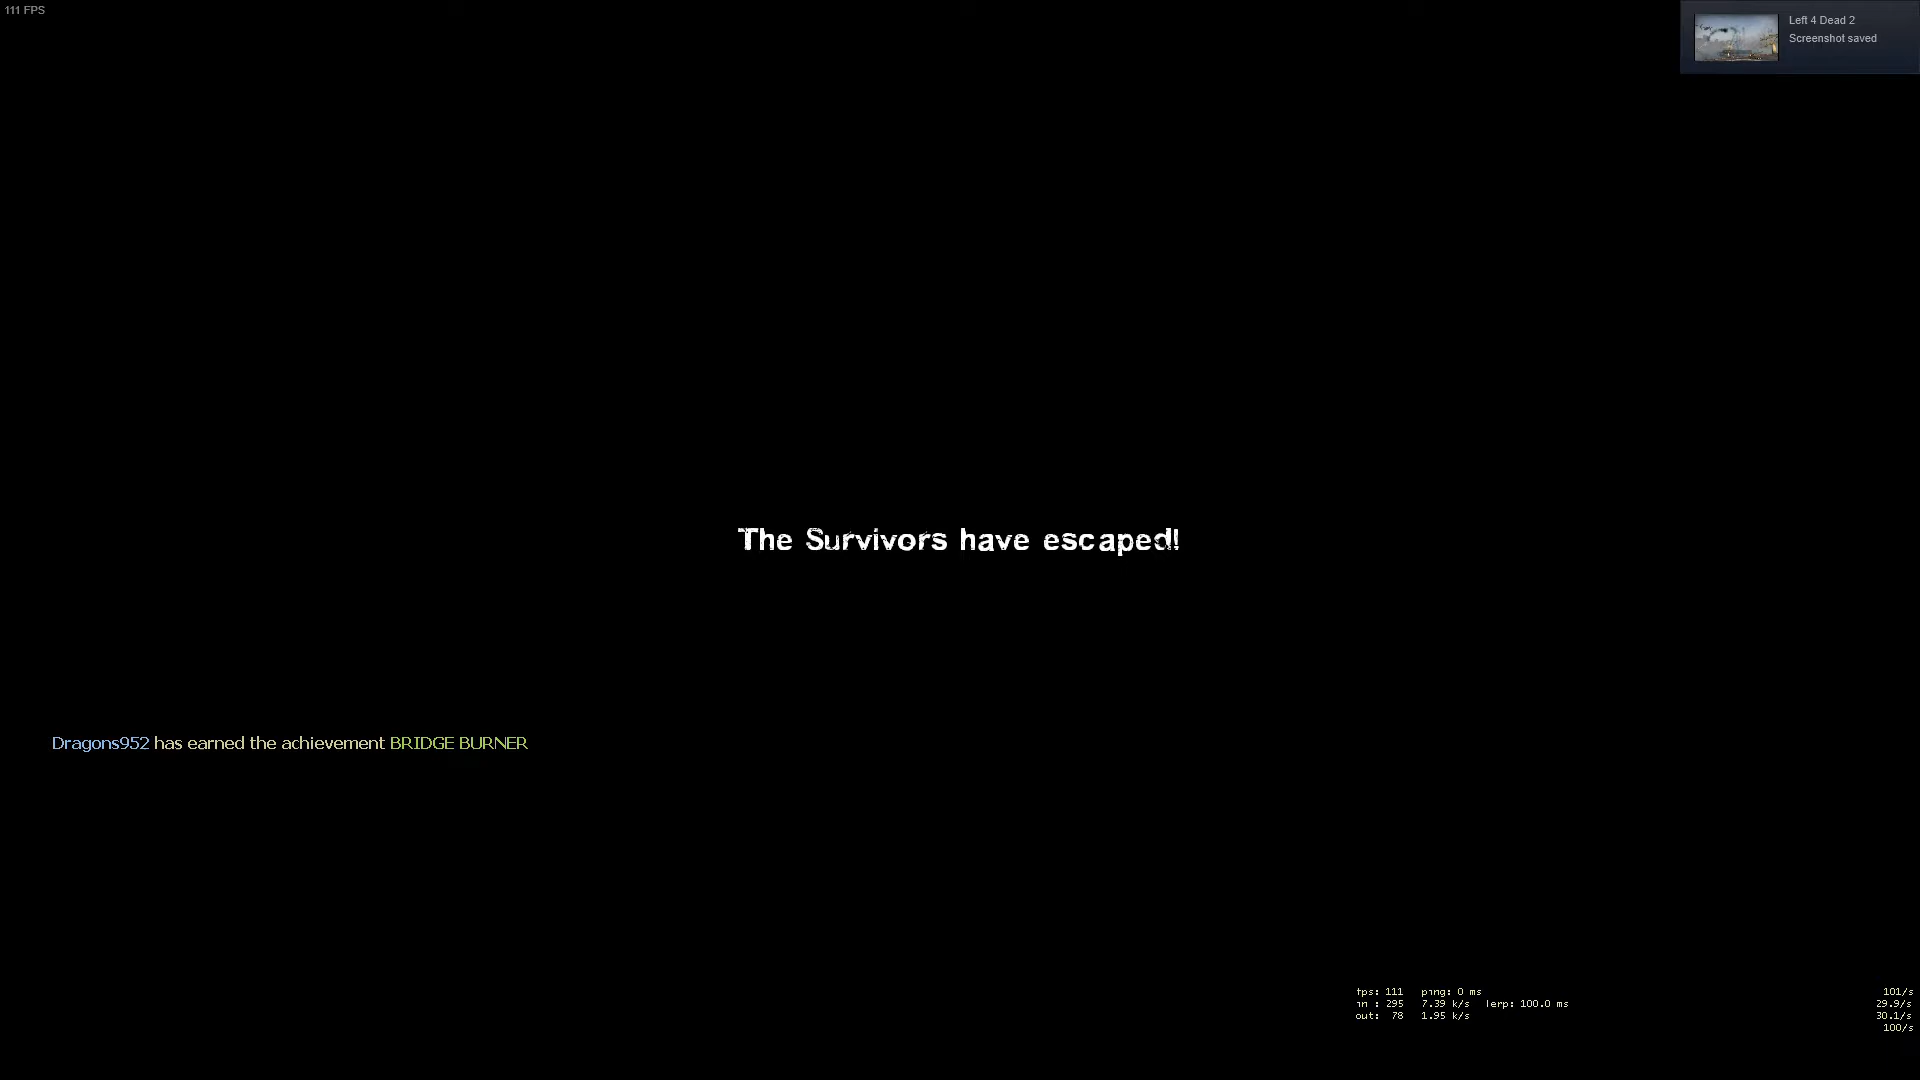 111 FPS
Left 4 Dead 2
Screenshot saved
The Survivors have escaped!
Dragons952 has earned the achievement BRIDGE BURNER
fps: 111 ping: 0 ms 101/s
in : 295 7.39 k/s lerp: 100.0 ms 29.9/s
out: 78 1.95 k/s 30.1/s
100/s